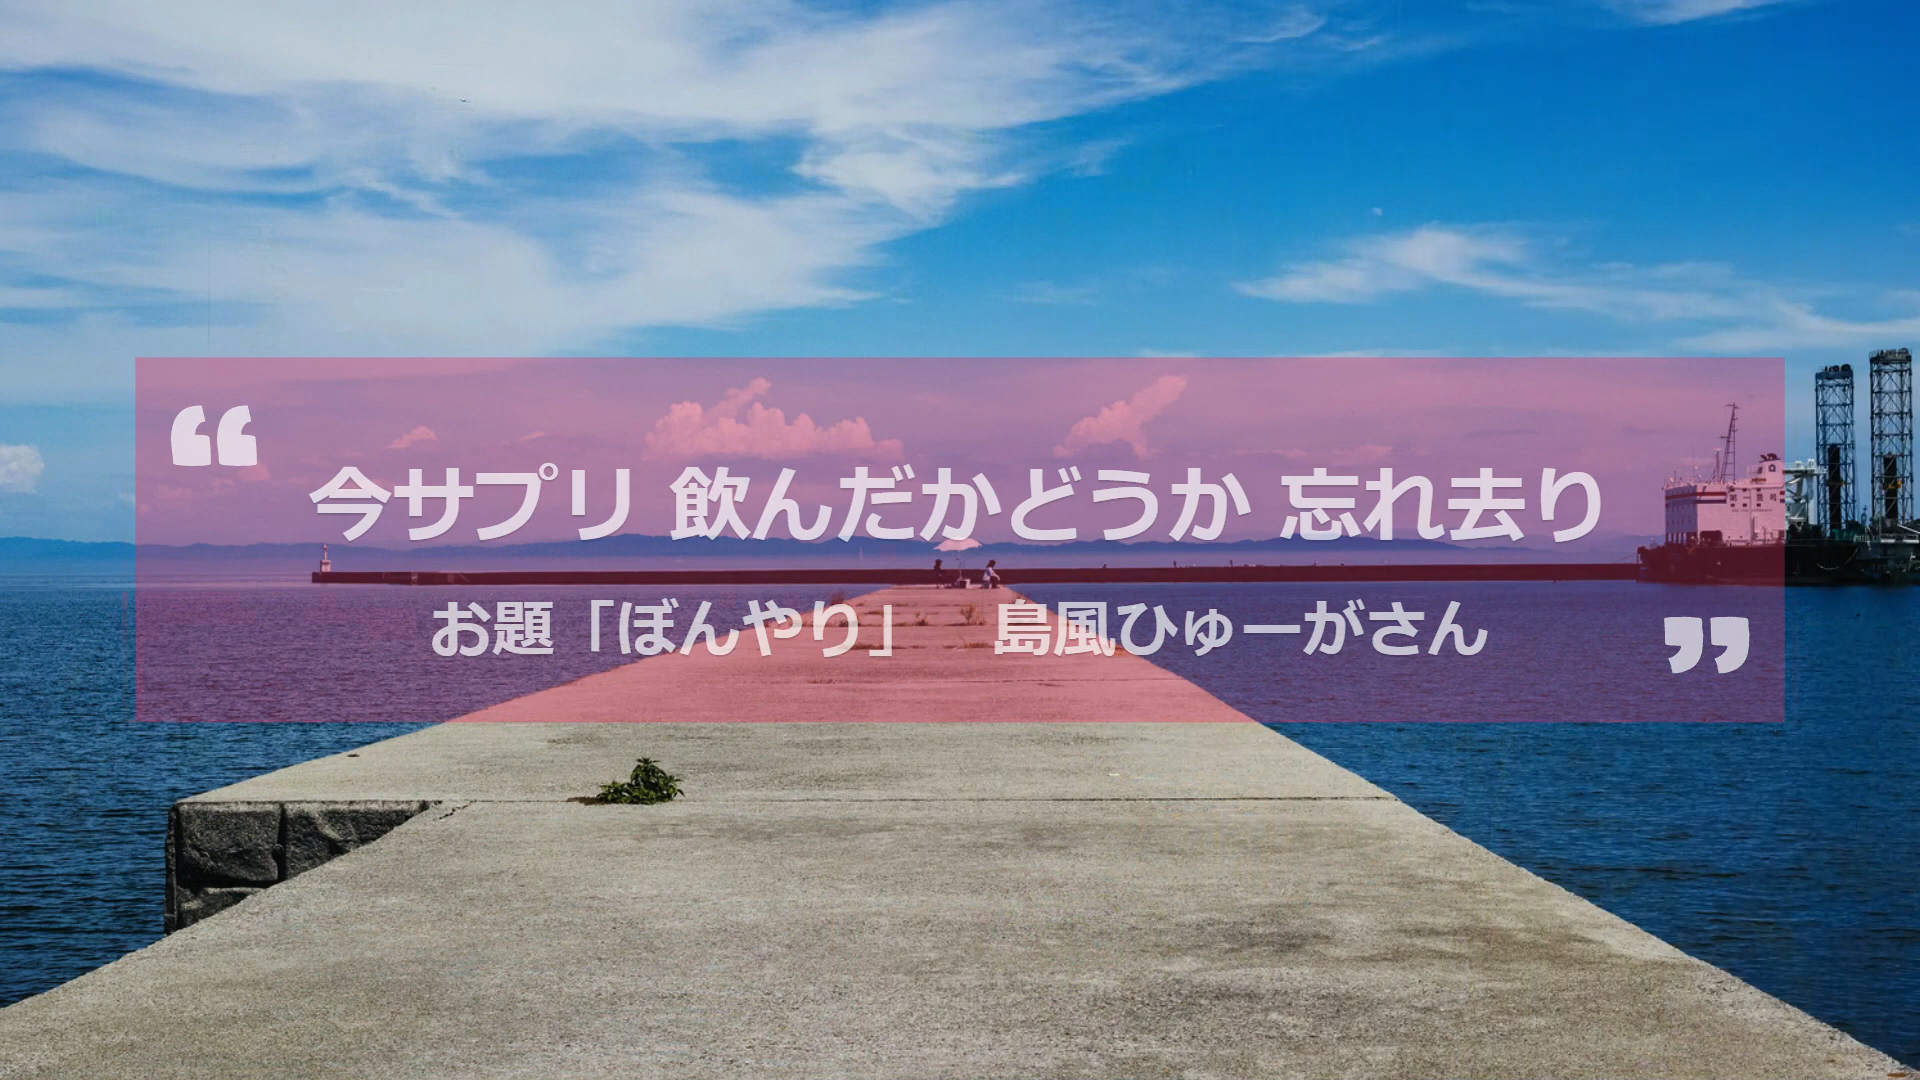 “
今サプリ 飲んだかどうか 忘れ去り
お題「ぼんやり」　島風ひゅーがさん
”